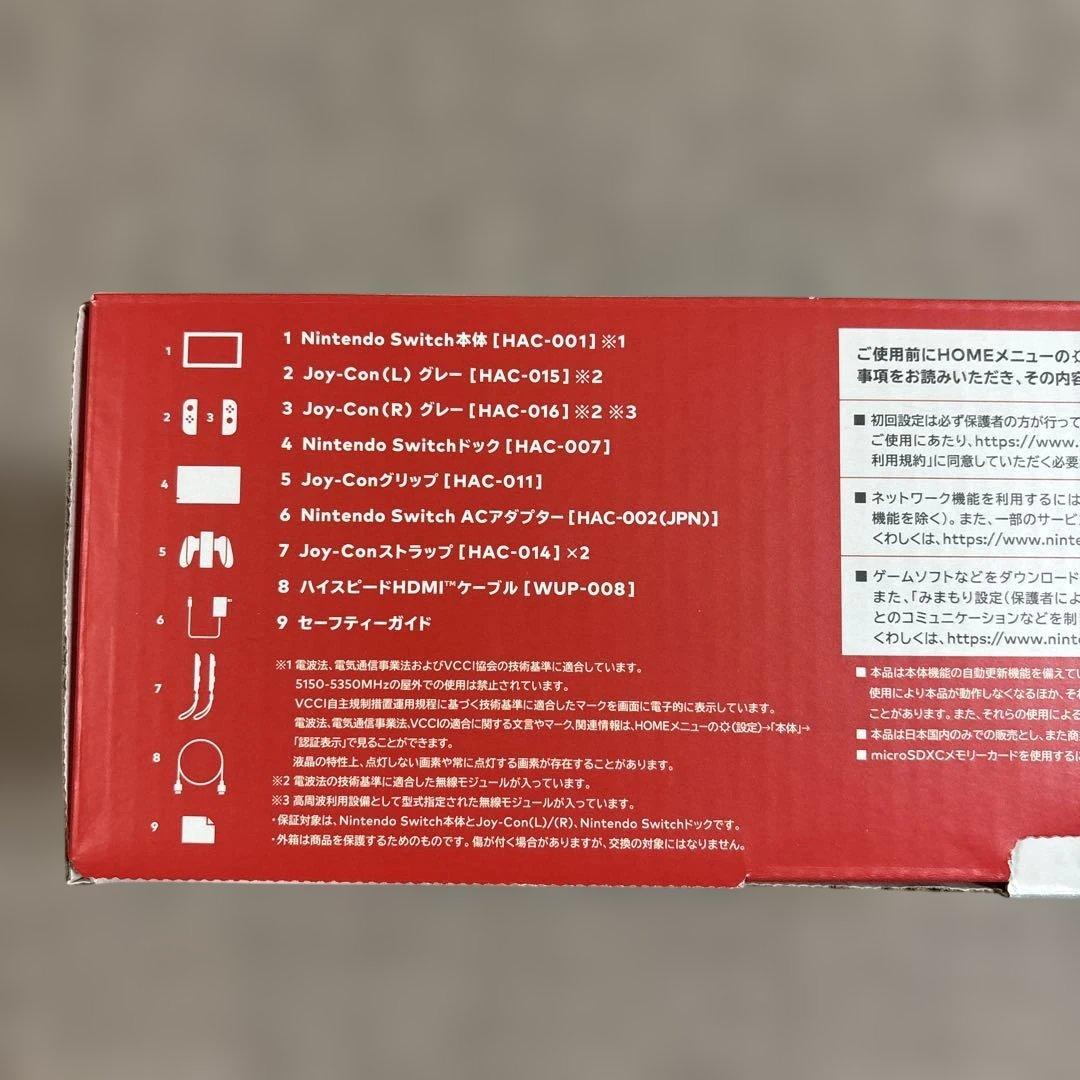 1 Nintendo Switch本体 [HAC-001] ※1
2 Joy-Con(L) グレー [HAC-015] ※2
3 Joy-Con(R) グレー [HAC-016] ※2 ※3
4 Nintendo Switchドック [HAC-007]
5 Joy-Conグリップ [HAC-011]
6 Nintendo Switch ACアダプター [HAC-002(JPN)]
7 Joy-Conストラップ [HAC-014] ×2
8 ハイスピードHDMI™ケーブル [WUP-008]
9 セーフティーガイド
1
2 3
4
5
6
7
8
9
※1 電波法、電気通信事業法およびVCCI協会の技術基準に適合しています。
5150-5350MHzの屋外での使用は禁止されています。
VCCI自主規制措置運用規程に基づく技術基準に適合したマークを画面に電子的に表示しています。
電波法、電気通信事業法、VCCIの適合に関する文言やマーク、関連情報は、HOMEメニューの(設定)→「本体」→
「認証表示」で見ることができます。
液晶の特性上、点灯しない画素や常に点灯する画素が存在することがあります。
※2 電波法の技術基準に適合した無線モジュールが入っています。
※3 高周波利用設備として型式指定された無線モジュールが入っています。
・保証対象は、Nintendo Switch本体とJoy-Con(L)/(R)、Nintendo Switchドックです。
・外箱は商品を保護するためのものです。傷が付く場合がありますが、交換の対象にはなりません。
ご使用前にHOMEメニューの
事項をお読みいただき、その内容
■ 初回設定は必ず保護者の方が行って
ご使用にあたり、https://www.
利用規約」に同意していただく必要
■ ネットワーク機能を利用するには
機能を除く)。また、一部のサービ
くわしくは、https://www.ninte
■ ゲームソフトなどをダウンロード
また、「みまもり設定(保護者によ
とのコミュニケーションなどを制
くわしくは、https://www.ninte
■ 本品は本体機能の自動更新機能を備えてい
使用により本品が動作しなくなるほか、それ
ことがあります。また、それらの使用による
■ 本品は日本国内のみでの販売とし、また商
■ microSDXCメモリーカードを使用するに